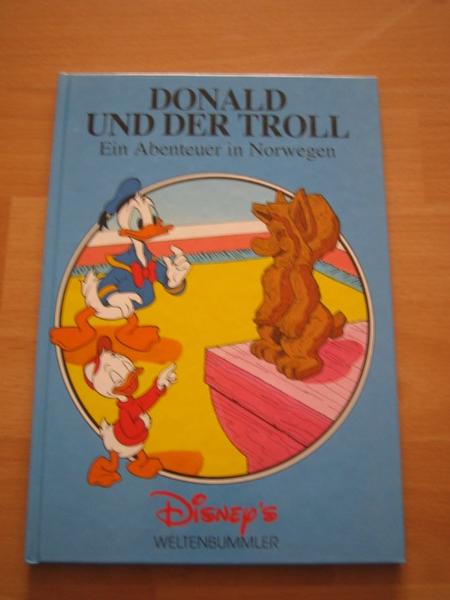 DONALD
UND DER TROLL
Ein Abenteuer in Norwegen
Disney's
WELTENBUMMLER